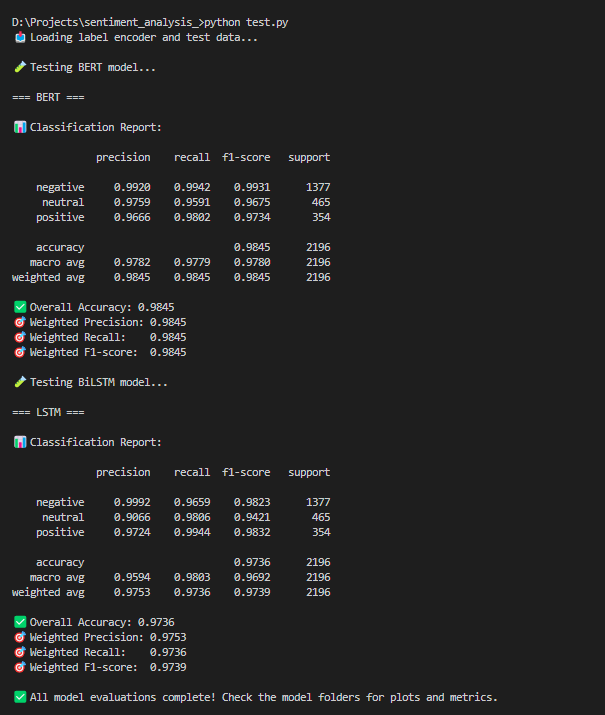 D:\Projects\sentiment_analysis_>python test.py
📥 Loading label encoder and test data...
🧪 Testing BERT model...
=== BERT ===
📊 Classification Report:
precision recall f1-score support
negative 0.9920 0.9942 0.9931 1377
neutral 0.9759 0.9591 0.9675 465
positive 0.9666 0.9802 0.9734 354
accuracy 0.9845 2196
macro avg 0.9782 0.9779 0.9780 2196
weighted avg 0.9845 0.9845 0.9845 2196
✅ Overall Accuracy: 0.9845
🎯 Weighted Precision: 0.9845
🎯 Weighted Recall: 0.9845
🎯 Weighted F1-score: 0.9845
🧪 Testing BiLSTM model...
=== LSTM ===
📊 Classification Report:
precision recall f1-score support
negative 0.9992 0.9659 0.9823 1377
neutral 0.9066 0.9806 0.9421 465
positive 0.9724 0.9944 0.9832 354
accuracy 0.9736 2196
macro avg 0.9594 0.9803 0.9692 2196
weighted avg 0.9753 0.9736 0.9739 2196
✅ Overall Accuracy: 0.9736
🎯 Weighted Precision: 0.9753
🎯 Weighted Recall: 0.9736
🎯 Weighted F1-score: 0.9739
✅ All model evaluations complete! Check the model folders for plots and metrics.